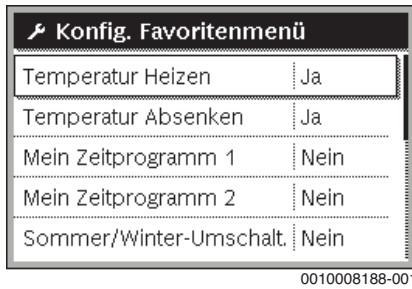 Konfig. Favoritenmenü
Temperatur Heizen Ja
Temperatur Absenken Ja
Mein Zeitprogramm 1 Nein
Mein Zeitprogramm 2 Nein
Sommer/Winter-Umschalt. Nein
0010008188-001